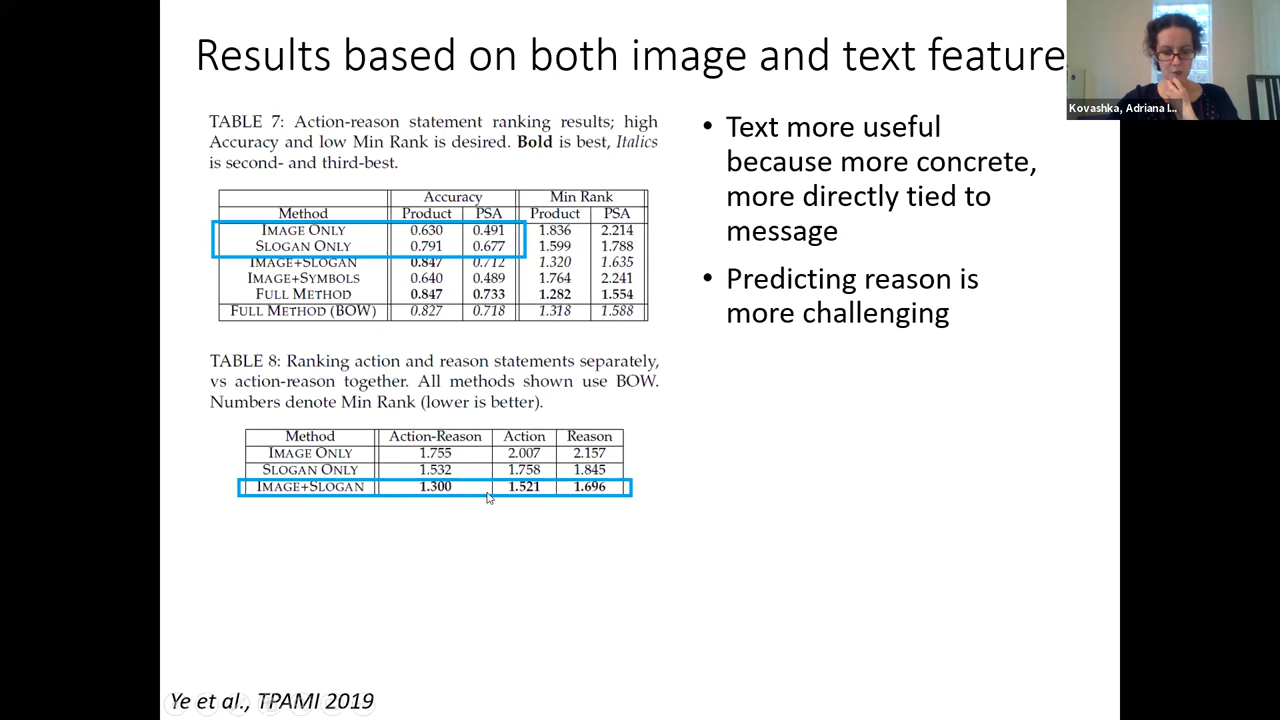 Results based on both image and text feature
Kovashka, Adriana I...
TABLE 7: Action-reason statement ranking results; high
Accuracy and low Min Rank is desired. Bold is best, Italics
is second- and third-best.
Accuracy Min Rank
Method Product PSA Product PSA
IMAGE ONLY 0.630 0.491 1.836 2.214
SLOGAN ONLY 0.791 0.677 1.599 1.788
IMAGE+SLOGAN 0.847 0.712 1.320 1.635
IMAGE+SYMBOLS 0.640 0.489 1.764 2.241
FULL METHOD 0.847 0.733 1.282 1.554
FULL METHOD (BOW) 0.827 0.718 1.318 1.588
TABLE 8: Ranking action and reason statements separately,
vs action-reason together. All methods shown use BOW.
Numbers denote Min Rank (lower is better).
Method Action-Reason Action Reason
IMAGE ONLY 1.755 2.007 2.157
SLOGAN ONLY 1.532 1.758 1.845
IMAGE+SLOGAN 1.300 1.521 1.696
• Text more useful
because more concrete,
more directly tied to
message
• Predicting reason is
more challenging
Ye et al., TPAMI 2019